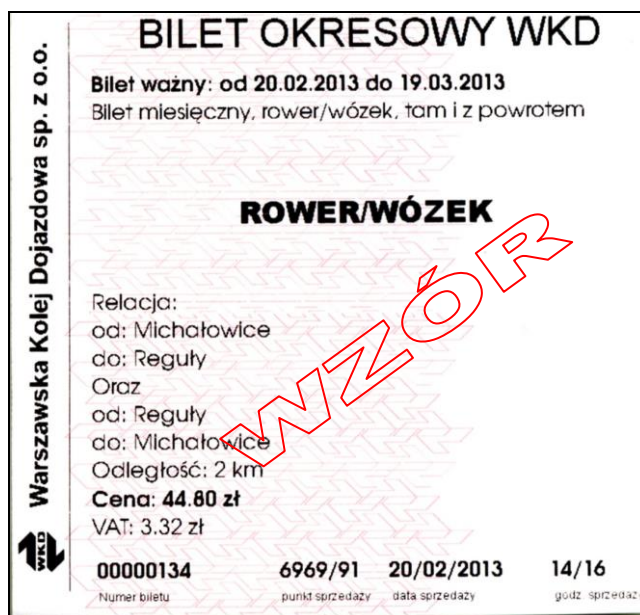 BILET OKRESOWY WKD
Warszawska Kolej Dojazdowa sp. z o.o.
Bilet ważny: od 20.02.2013 do 19.03.2013
Bilet miesięczny, rower/wózek, tam i z powrotem
ROWER/WÓZEK
WZÓR
Relacja:
od: Michałowice
do: Reguły
Oraz
od: Reguły
do: Michałowice
Odległość: 2 km
Cena: 44.80 zł
VAT: 3.32 zł
WKD
00000134 6969/91 20/02/2013 14/16
Numer biletu punkt sprzedaży data sprzedaży godz. sprzedaż